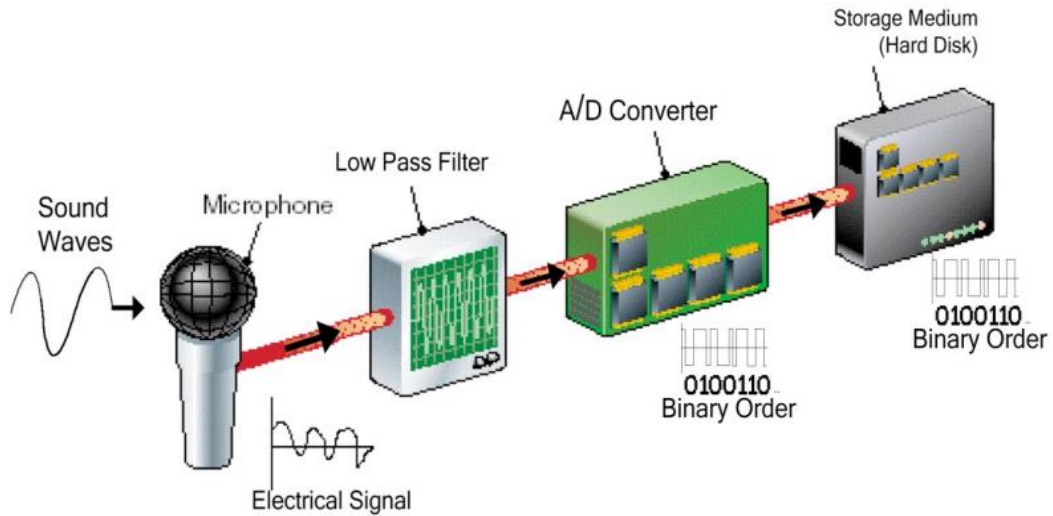 Storage Medium
(Hard Disk)
A/D Converter
Low Pass Filter
Microphone
Sound
Waves
0100110...
Binary Order
0100110...
Binary Order
Electrical Signal